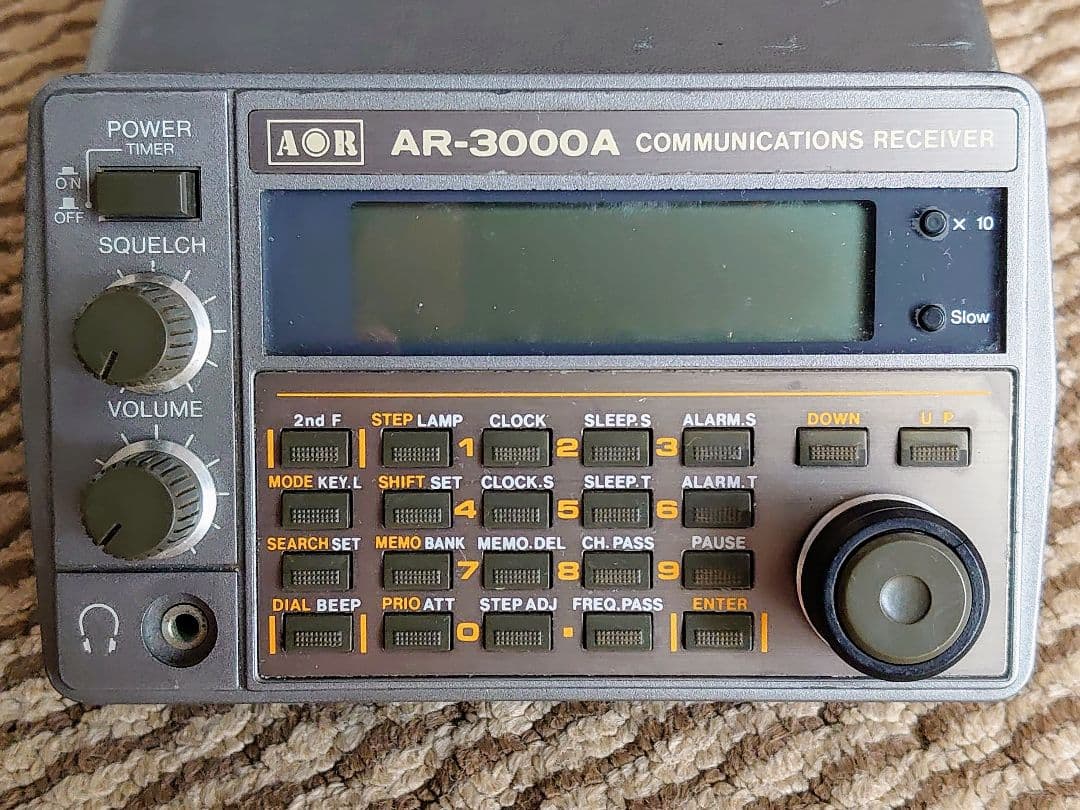 POWER
TIMER
ON
OFF
SQUELCH
VOLUME
AOR AR-3000A COMMUNICATIONS RECEIVER
× 10
Slow
2nd F STEP LAMP CLOCK SLEEP.S ALARM.S DOWN UP
1 2 3
MODE KEY.L SHIFT SET CLOCK.S SLEEP.T ALARM.T
4 5 6
SEARCH SET MEMO BANK MEMO.DEL CH.PASS PAUSE
7 8 9
DIAL BEEP PRIO ATT STEP ADJ FREQ.PASS ENTER
0 .